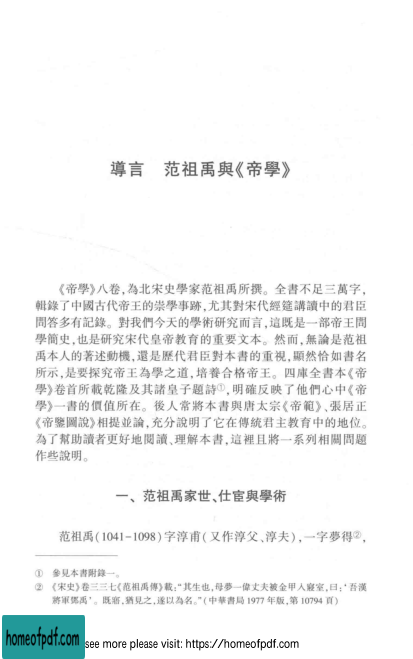 導言　范祖禹與《帝學》
《帝學》八卷,為北宋史學家范祖禹所撰。全書不足三萬字,
輯錄了中國古代帝王的崇學事跡,尤其對宋代經筵講讀中的君臣
問答多有記錄。對我們今天的學術研究而言,這既是一部帝王問
學簡史,也是研究宋代皇帝教育的重要文本。然而,無論是范祖
禹本人的著述動機,還是歷代君臣對本書的重視,顯然恰如書名
所示,是要探究帝王為學之道,培養合格帝王。四庫全書本《帝
學》卷首所載乾隆及其諸皇子題詩①,明確反映了他們心中《帝
學》一書的價值所在。後人常將本書與唐太宗《帝範》、張居正
《帝鑒圖說》相提並論,充分說明了它在傳統君主教育中的地位。
為了幫助讀者更好地閱讀、理解本書,這裡且將一系列相關問題
作些說明。
一、范祖禹家世、仕宦與學術
范祖禹(1041-1098)字淳甫(又作淳父、淳夫),一字夢得②,
① 參見本書附錄一。
② 《宋史》卷三三七《范祖禹傳》載:“其生也,母夢一偉丈夫被金甲入寢室,曰:‘吾漢
將軍鄧禹’。既寤,猶見之,遂以為名。”(中華書局 1977 年版,第 10794 頁)
homeofpdf.com
see more please visit: https://homeofpdf.com